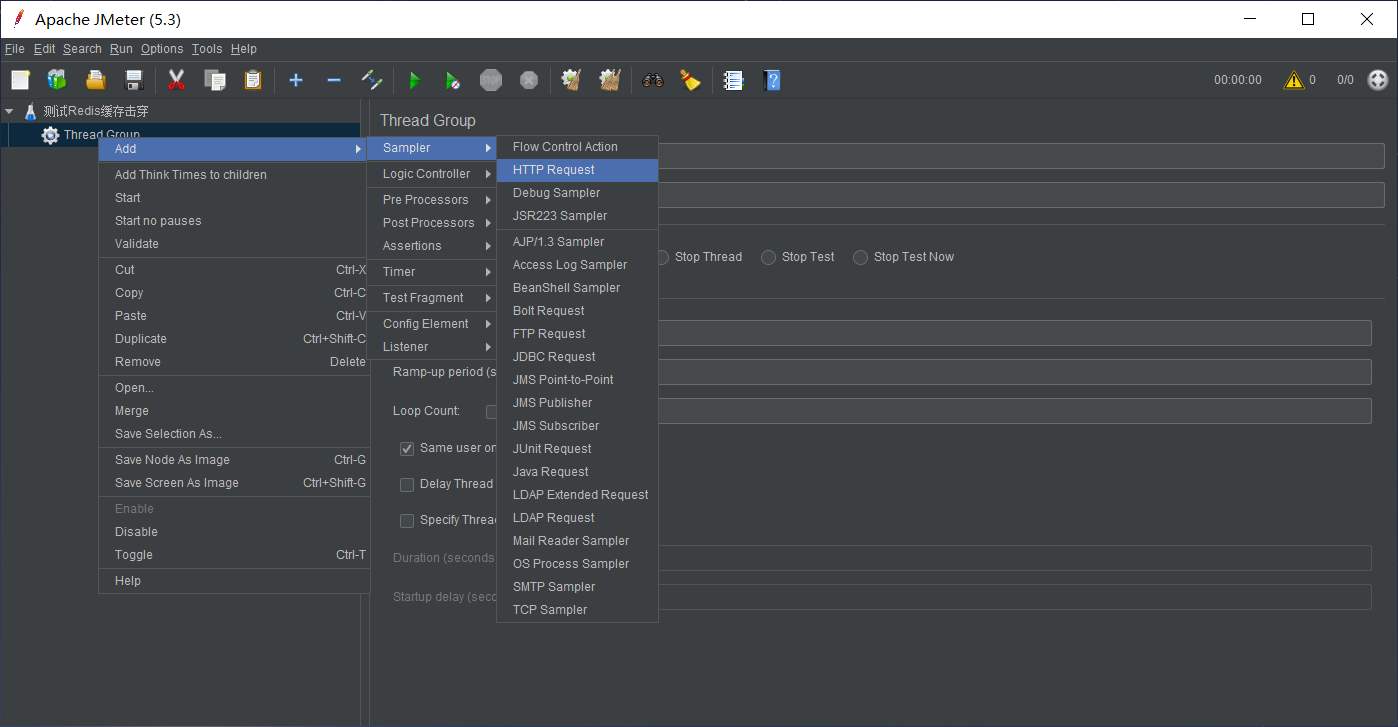 Apache JMeter (5.3)
File Edit Search Run Options Tools Help
00:00:00 0 0/0
测试Redis缓存击穿
Thread Group
Add
Add Think Times to children
Start
Start no pauses
Validate
Cut Ctrl-X
Copy Ctrl-C
Paste Ctrl-V
Duplicate Ctrl+Shift-C
Remove Delete
Open...
Merge
Save Selection As...
Save Node As Image Ctrl-G
Save Screen As Image Ctrl+Shift-G
Enable
Disable
Toggle Ctrl-T
Help
Sampler
Logic Controller
Pre Processors
Post Processors
Assertions
Timer
Test Fragment
Config Element
Listener
Flow Control Action
HTTP Request
Debug Sampler
JSR223 Sampler
AJP/1.3 Sampler
Access Log Sampler
BeanShell Sampler
Bolt Request
FTP Request
JDBC Request
JMS Point-to-Point
JMS Publisher
JMS Subscriber
JUnit Request
Java Request
LDAP Extended Request
LDAP Request
Mail Reader Sampler
OS Process Sampler
SMTP Sampler
TCP Sampler
Thread Group
Stop Thread Stop Test Stop Test Now
Ramp-up period (s
Loop Count:
Same user on
Delay Thread
Specify Threa
Duration (seconds
Startup delay (seco